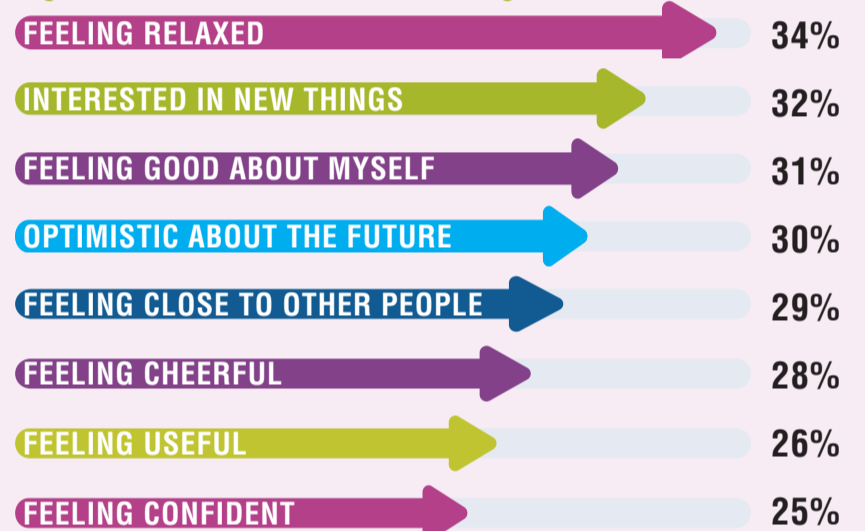 FEELING RELAXED 34%
INTERESTED IN NEW THINGS 32%
FEELING GOOD ABOUT MYSELF 31%
OPTIMISTIC ABOUT THE FUTURE 30%
FEELING CLOSE TO OTHER PEOPLE 29%
FEELING CHEERFUL 28%
FEELING USEFUL 26%
FEELING CONFIDENT 25%